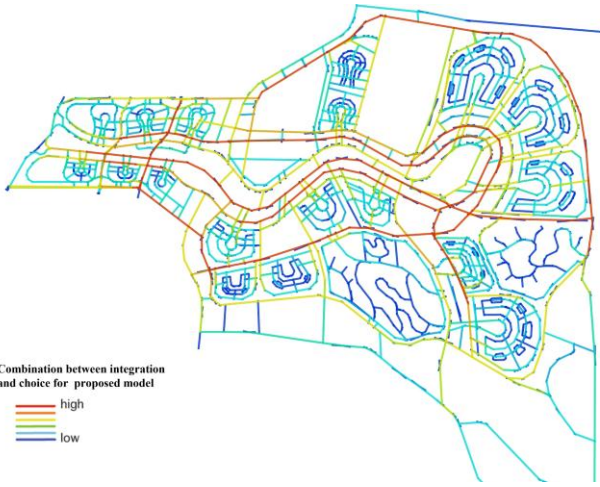 Combination between integration
and choice for proposed model
high
low